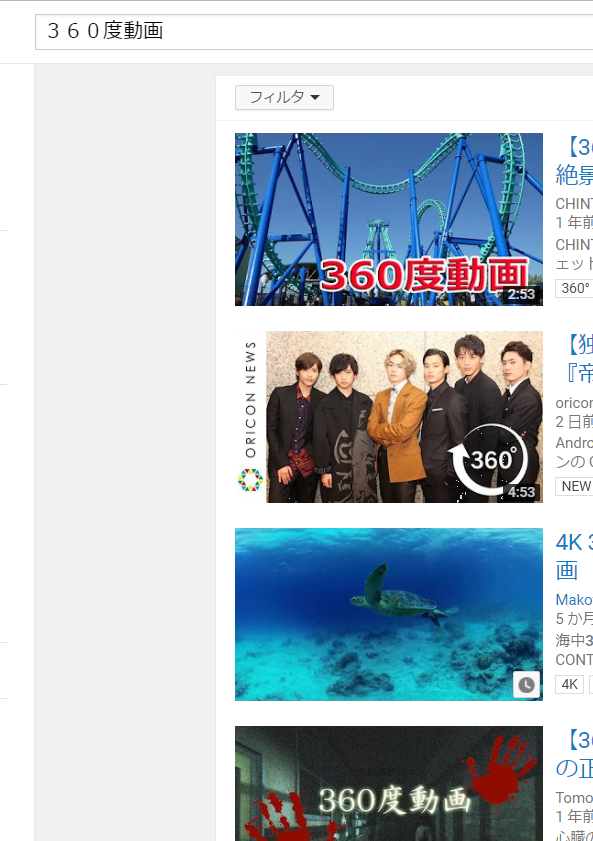 ３６０度動画
フィルタ
360度動画
2:53
【36
絶景
CHINT
1 年前
CHINT
ェット
360°
ORICON NEWS
360°
4:53
【独
『帝
oricon
2 日前
Andro
ンの
NEW
4K 3
画
Mako
5 か月
海中3
CONT
4K
360度動画
【36
の正
Tomo
1 年前
心臓の